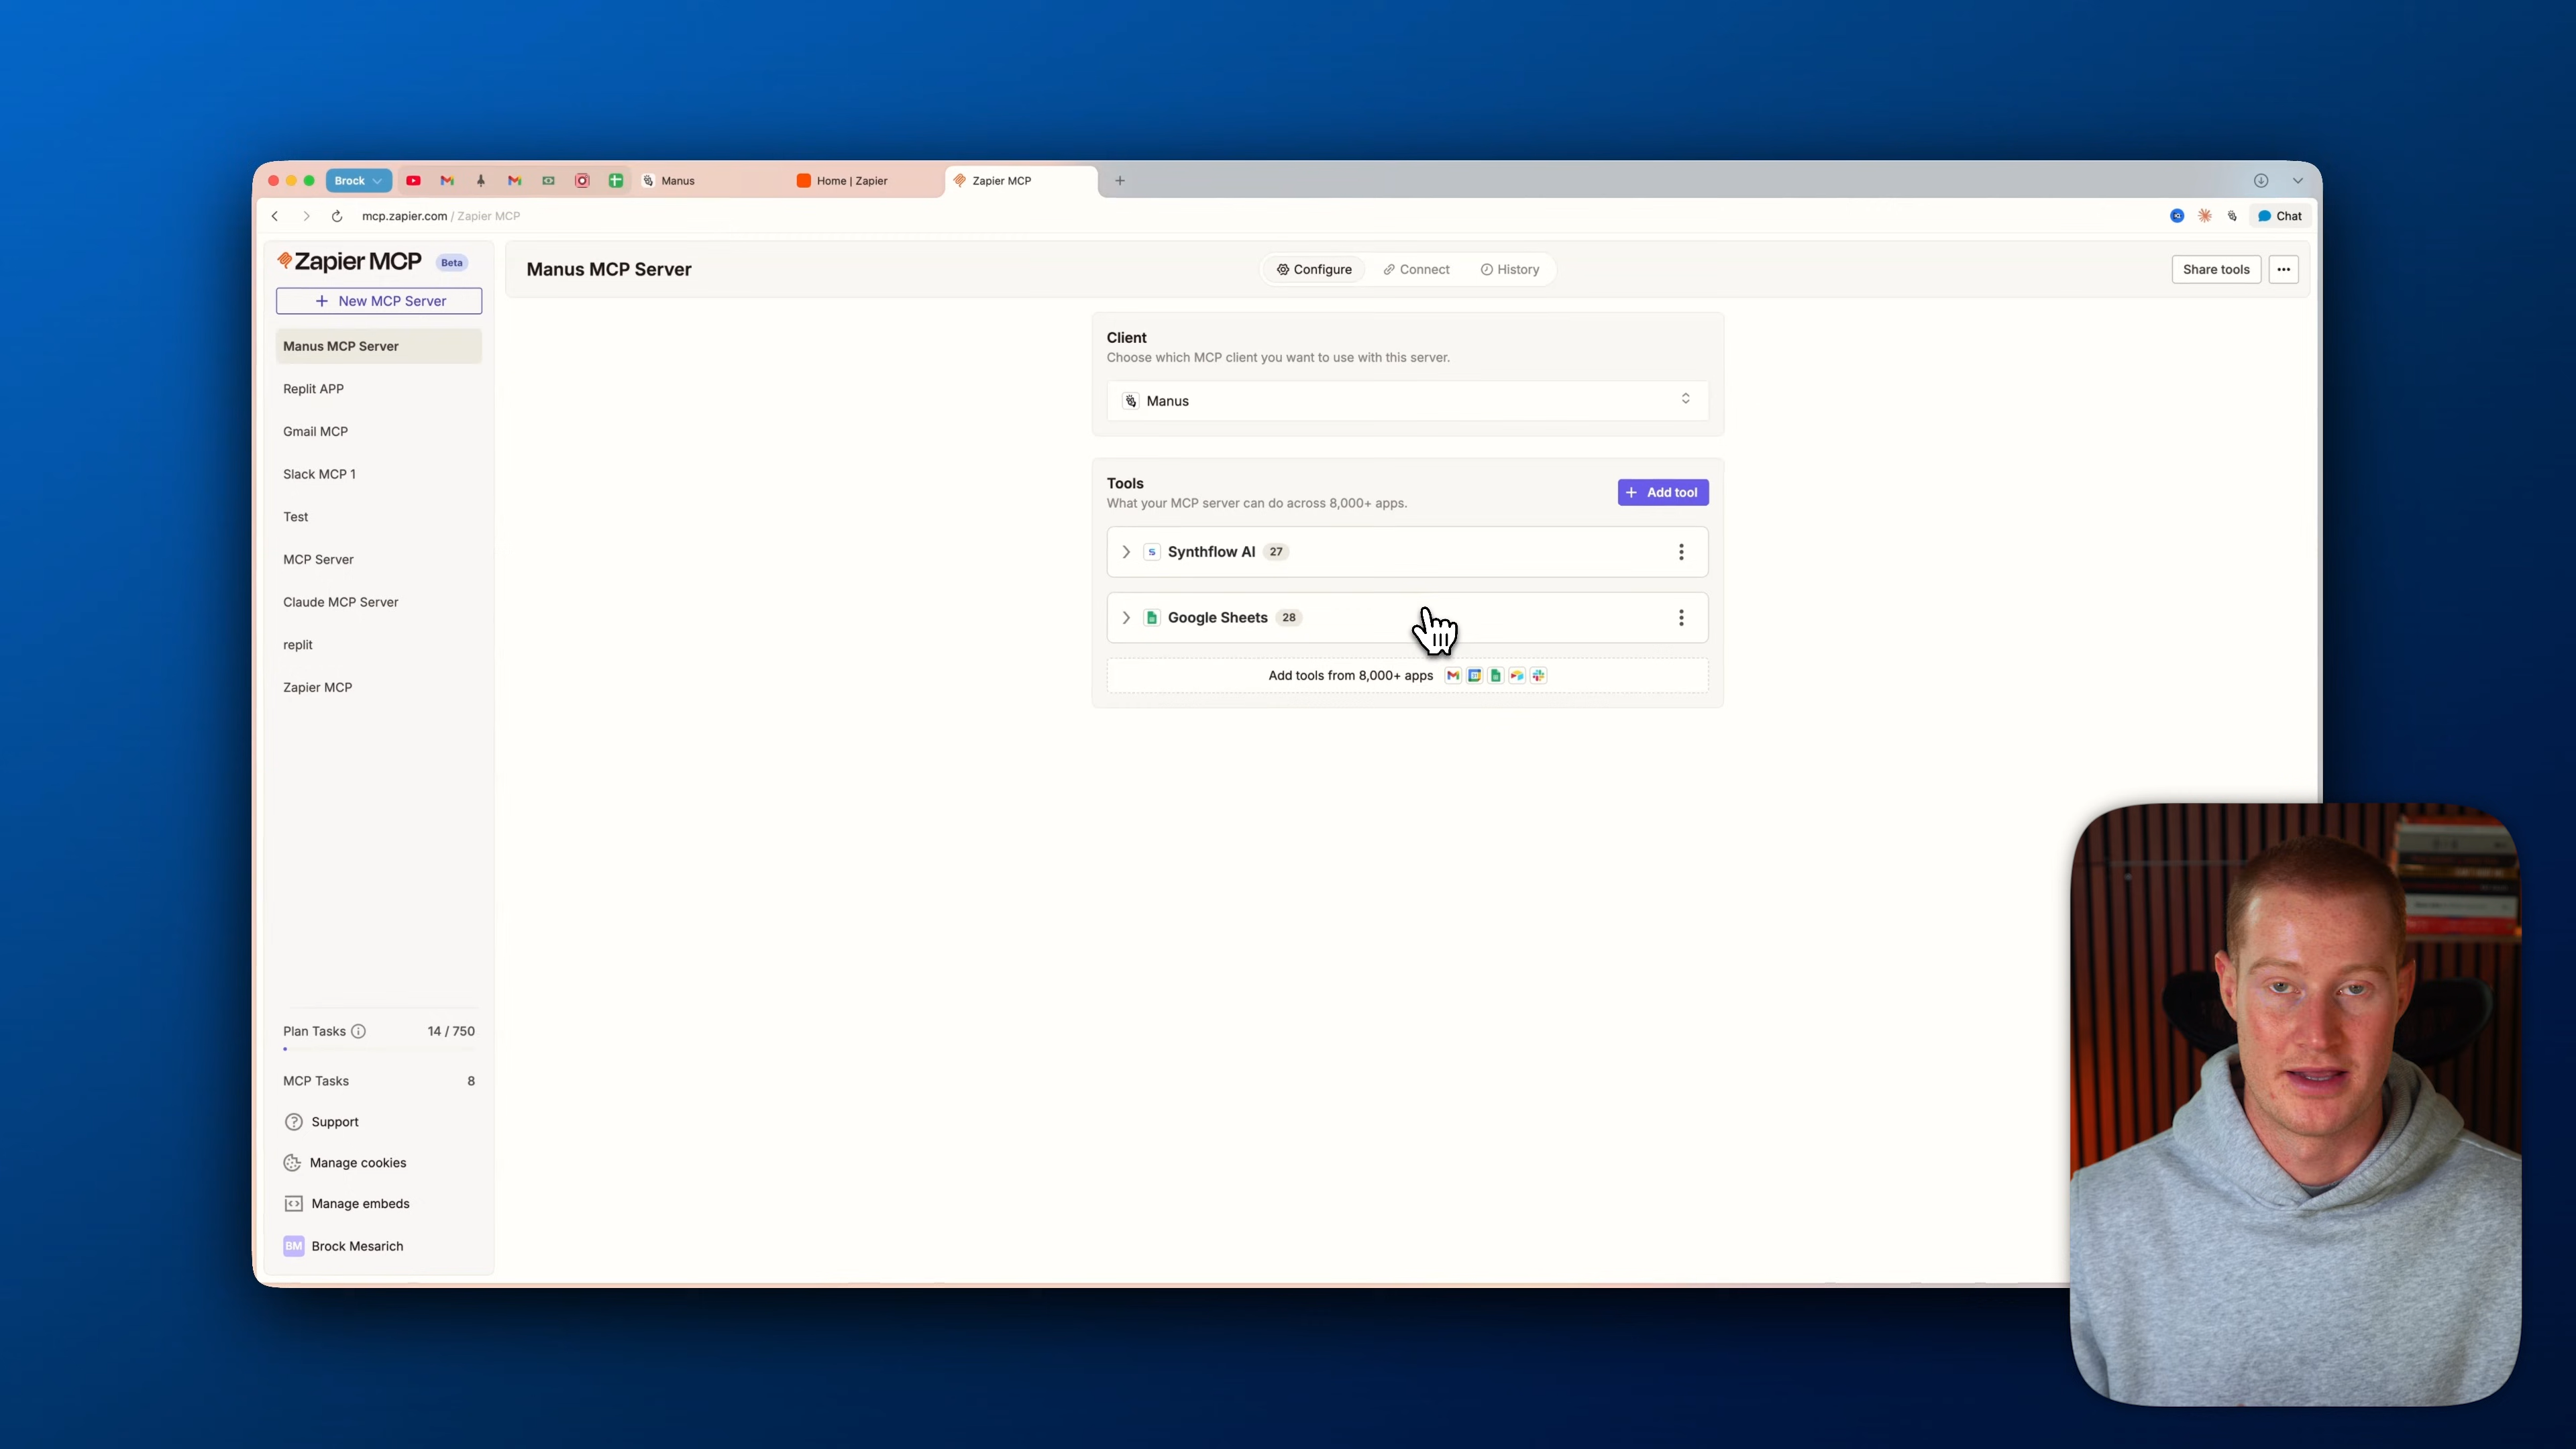 Brock
Manus
Home | Zapier
Zapier MCP
mcp.zapier.com / Zapier MCP
Chat
Zapier MCP Beta
New MCP Server
Manus MCP Server
Replit APP
Gmail MCP
Slack MCP 1
Test
MCP Server
Claude MCP Server
replit
Zapier MCP
Plan Tasks 14 / 750
MCP Tasks 8
Support
Manage cookies
Manage embeds
BM Brock Mesarich
Manus MCP Server
Configure
Connect
History
Share tools
Client
Choose which MCP client you want to use with this server.
Manus
Tools
What your MCP server can do across 8,000+ apps.
Add tool
Synthflow AI 27
Google Sheets 28
Add tools from 8,000+ apps